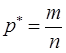 p* = m/n